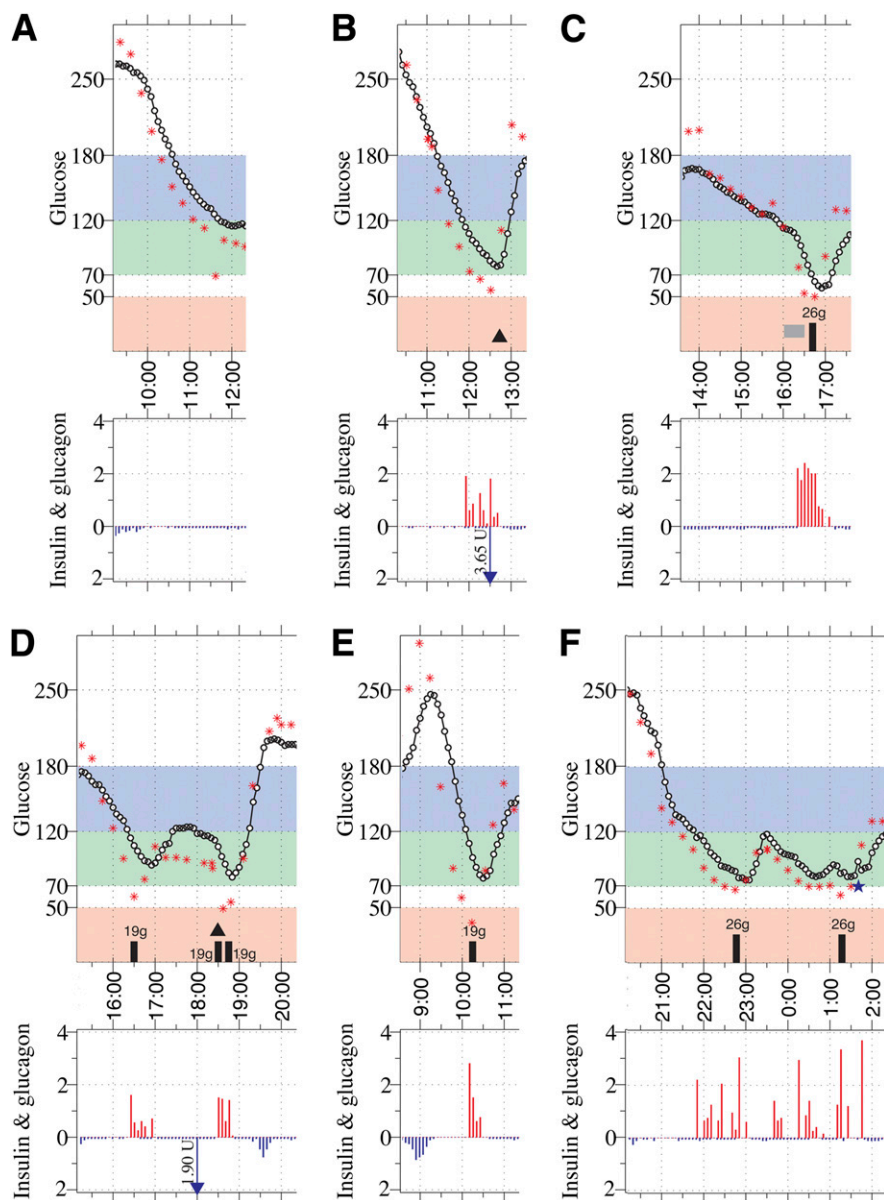 A
B
C
Glucose
250
180
120
70
50
10:00
11:00
12:00
Glucose
250
180
120
70
50
11:00
12:00
13:00
Glucose
250
180
120
70
50
26g
14:00
15:00
16:00
17:00
Insulin & glucagon
4
2
0
2
Insulin & glucagon
4
2
0
2
3.65 U
Insulin & glucagon
4
2
0
2
D
E
F
Glucose
250
180
120
70
50
19g
19g
19g
16:00
17:00
18:00
19:00
20:00
Glucose
250
180
120
70
50
19g
9:00
10:00
11:00
Glucose
250
180
120
70
50
26g
26g
21:00
22:00
23:00
0:00
1:00
2:00
Insulin & glucagon
4
2
0
2
1.90 U
Insulin & glucagon
4
2
0
2
Insulin & glucagon
4
2
0
2